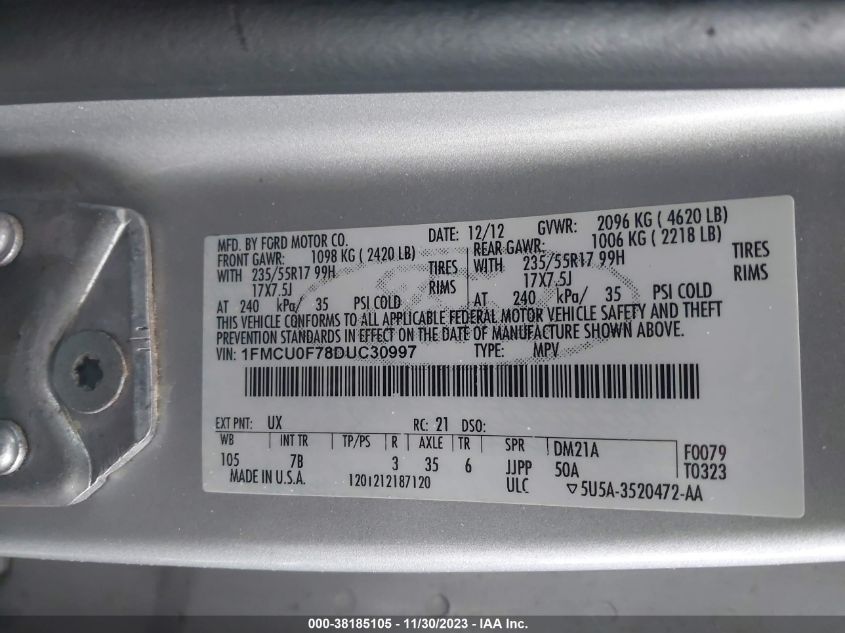 MFD. BY FORD MOTOR CO. DATE: 12/12 GVWR: 2096 KG ( 4620 LB)
FRONT GAWR: 1098 KG ( 2420 LB) REAR GAWR: 1006 KG ( 2218 LB)
WITH 235/55R17 99H TIRES WITH 235/55R17 99H TIRES
17X7.5J RIMS 17X7.5J RIMS
AT 240 kPa/ 35 PSI COLD AT 240 kPa/ 35 PSI COLD
THIS VEHICLE CONFORMS TO ALL APPLICABLE FEDERAL MOTOR VEHICLE SAFETY AND THEFT
PREVENTION STANDARDS IN EFFECT ON THE DATE OF MANUFACTURE SHOWN ABOVE.
VIN: 1FMCU0F78DUC30997 TYPE: MPV
EXT PNT: UX RC: 21 DSO:
WB INT TR TP/PS R AXLE TR SPR DM21A F0079
105 7B 3 35 6 JJPP 50A T0323
MADE IN U.S.A. 120121218​7120 ULC ▽5U5A-3520472-AA
000-38185105 - 11/30/2023 - IAA Inc.